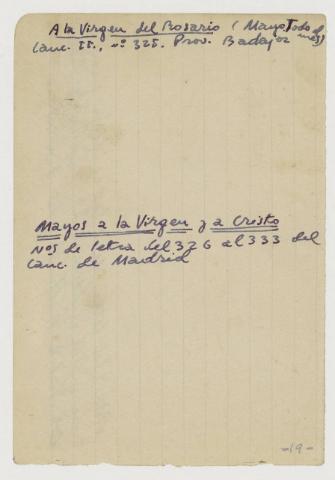 A la Virgen del Rosario (Mayo, Todo el mes)
Canc. II., nº 325. Prov. Badajoz
Mayos a la Virgen y a Cristo
Nos de letra del 326 al 333 del
Canc. de Madrid
-19-